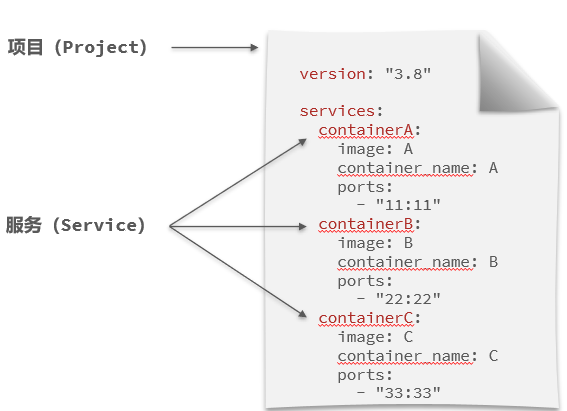 项目 (Project)
version: "3.8"
services:
containerA:
image: A
container_name: A
ports:
- "11:11"
服务 (Service)
containerB:
image: B
container_name: B
ports:
- "22:22"
containerC:
image: C
container_name: C
ports:
- "33:33"